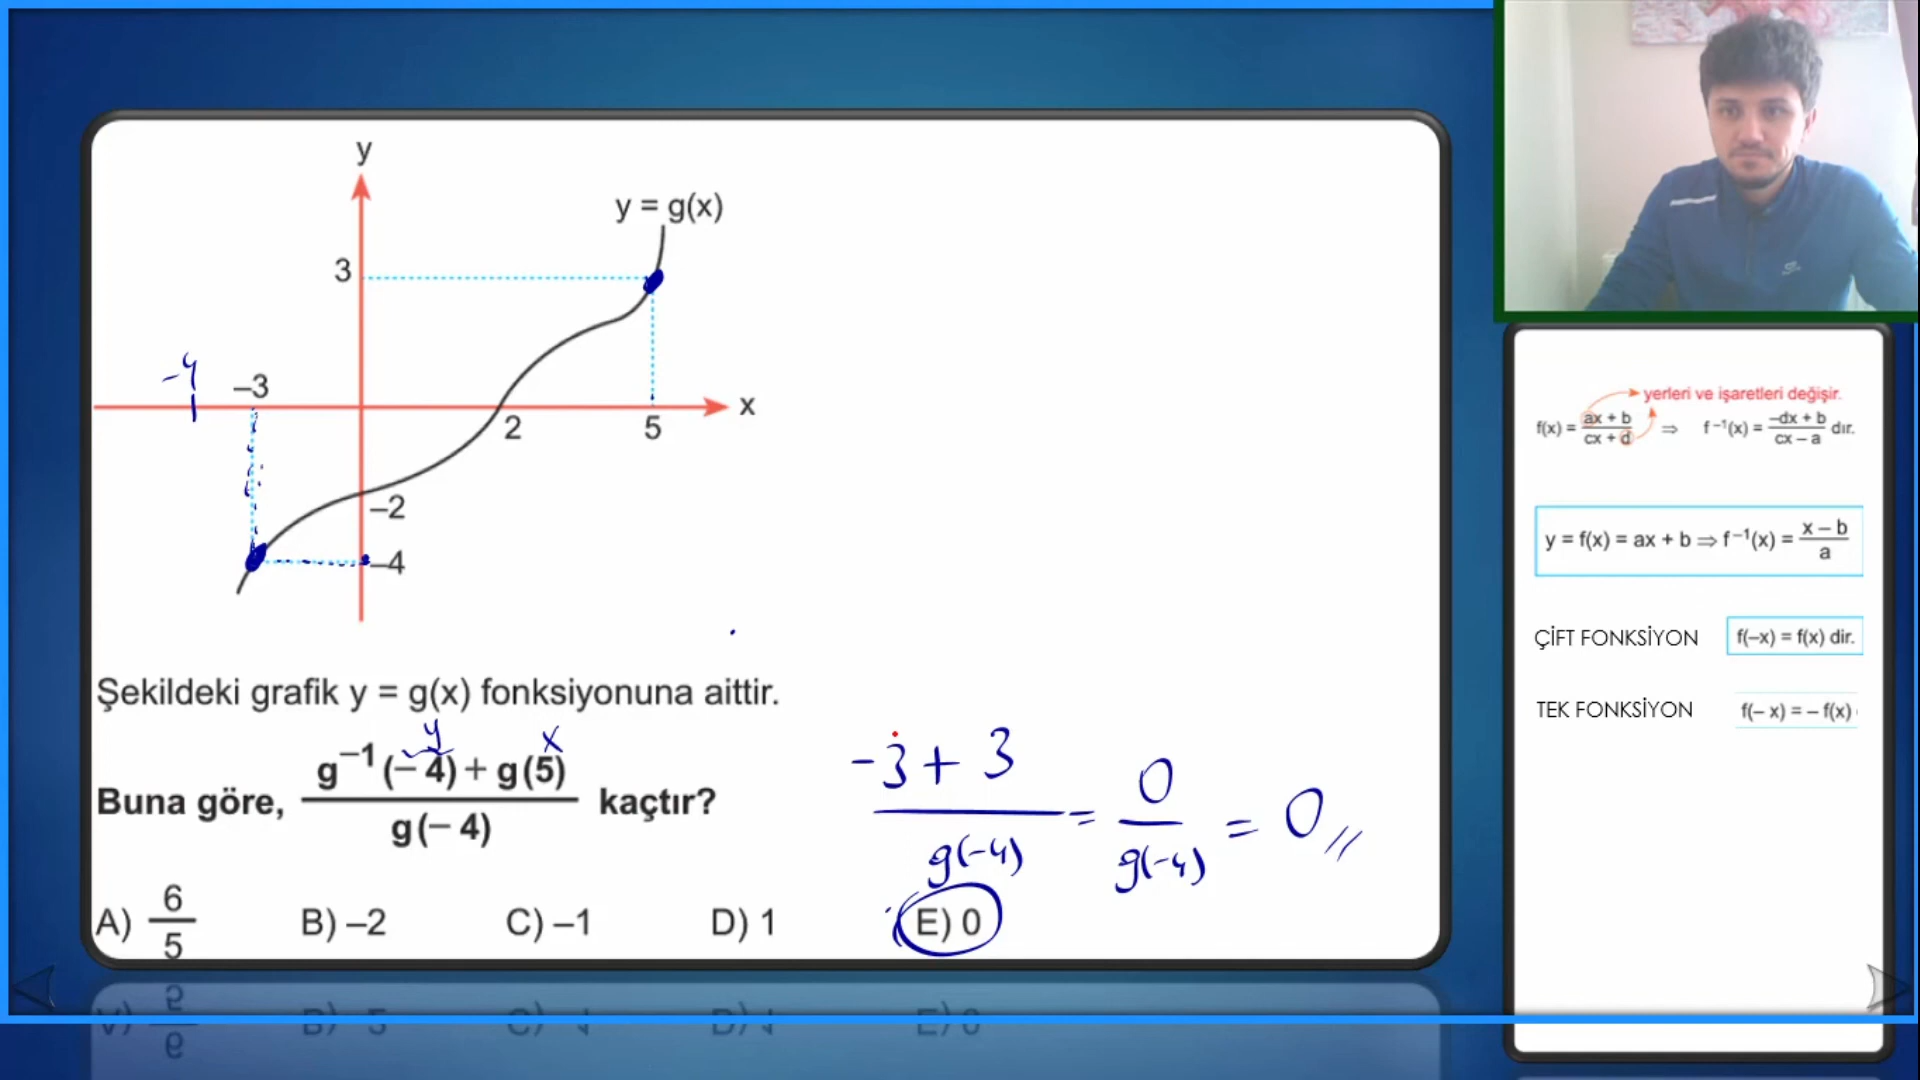 y
y = g(x)
3
-4
–3
x
2
5
–2
–4
Şekildeki grafik y = g(x) fonksiyonuna aittir.
y
x
Buna göre, g⁻¹(–4) + g(5) / g(–4) kaçtır?
-3 + 3 / g(-4) = 0 / g(-4) = 0 //
A) 6/5 B) –2 C) –1 D) 1 E) 0
yerleri ve işaretleri değişir.
f(x) = ax + b / cx + d ⇒ f⁻¹(x) = –dx + b / cx – a dır.
y = f(x) = ax + b ⇒ f⁻¹(x) = x – b / a
ÇİFT FONKSİYON f(–x) = f(x) dir.
TEK FONKSİYON f(– x) = – f(x)